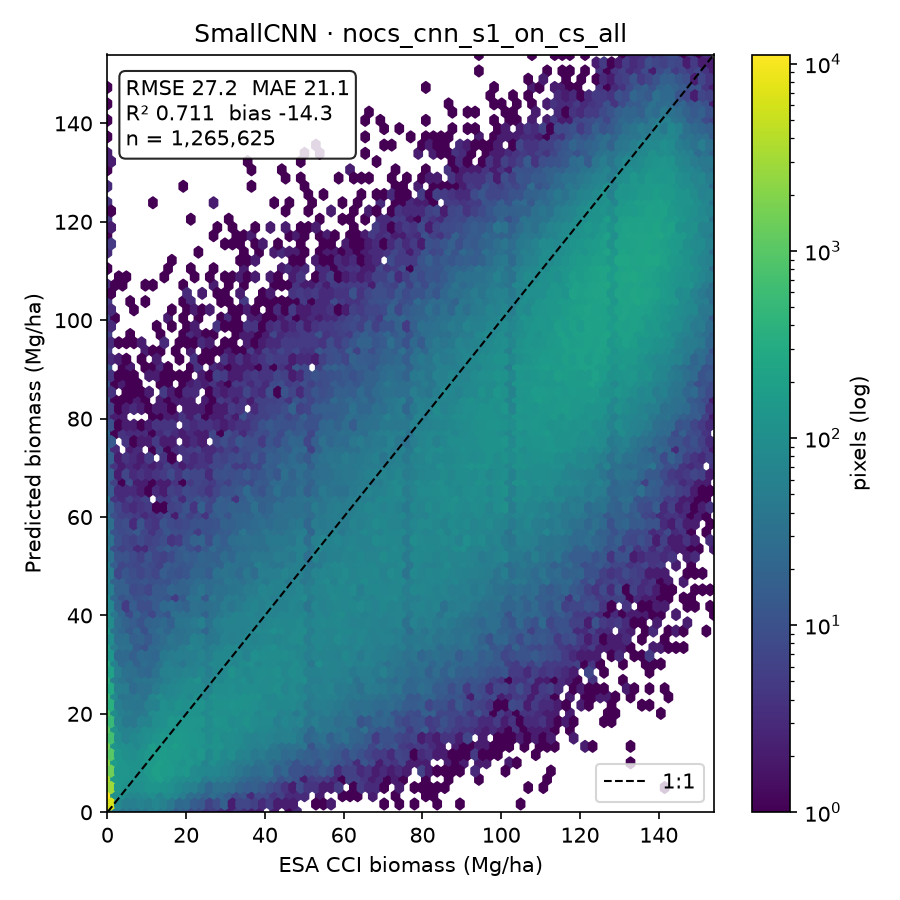 SmallCNN · nocs_cnn_s1_on_cs_all
RMSE 27.2  MAE 21.1
R² 0.711  bias -14.3
n = 1,265,625
Predicted biomass (Mg/ha)
140
120
100
80
60
40
20
0
0 20 40 60 80 100 120 140
ESA CCI biomass (Mg/ha)
1:1
10⁴
10³
10²
10¹
10⁰
pixels (log)